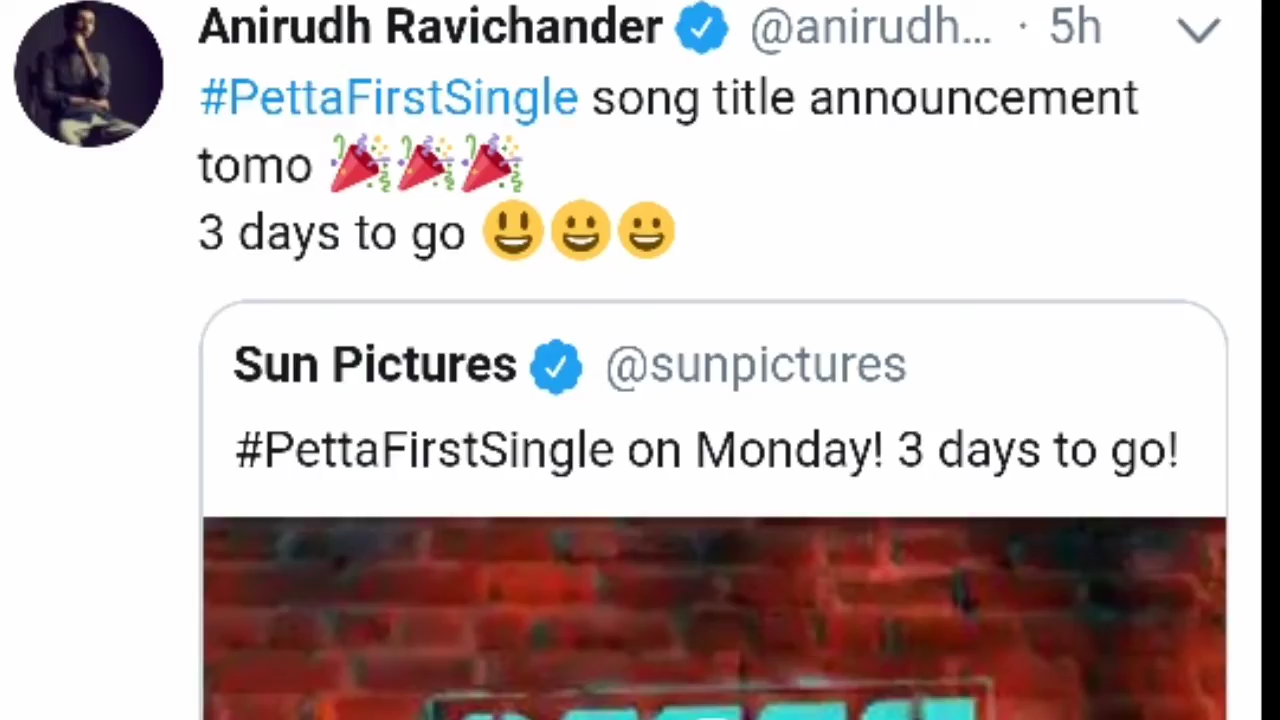 Anirudh Ravichander @anirudh... · 5h
#PettaFirstSingle song title announcement
tomo 🎉🎉🎉
3 days to go 😃😃😀
Sun Pictures @sunpictures
#PettaFirstSingle on Monday! 3 days to go!